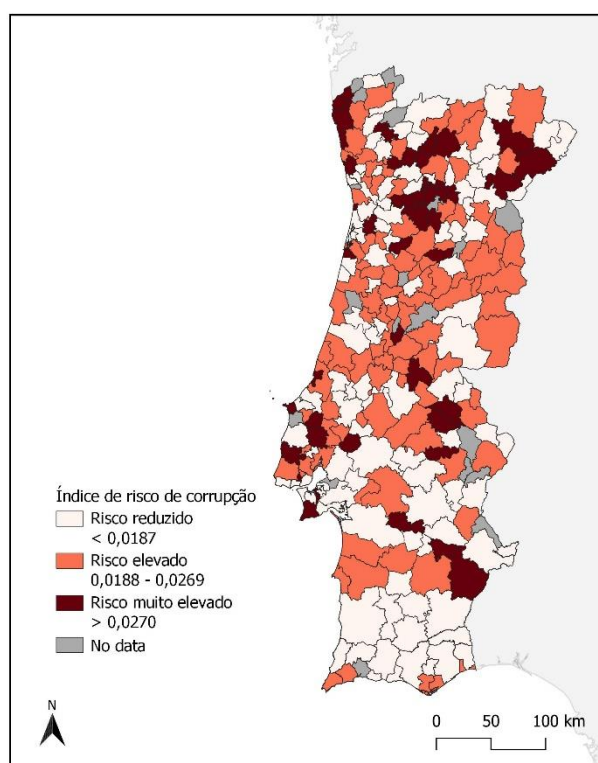 Índice de risco de corrupção
Risco reduzido
< 0,0187
Risco elevado
0,0188 - 0,0269
Risco muito elevado
> 0,0270
No data
N
0 50 100 km